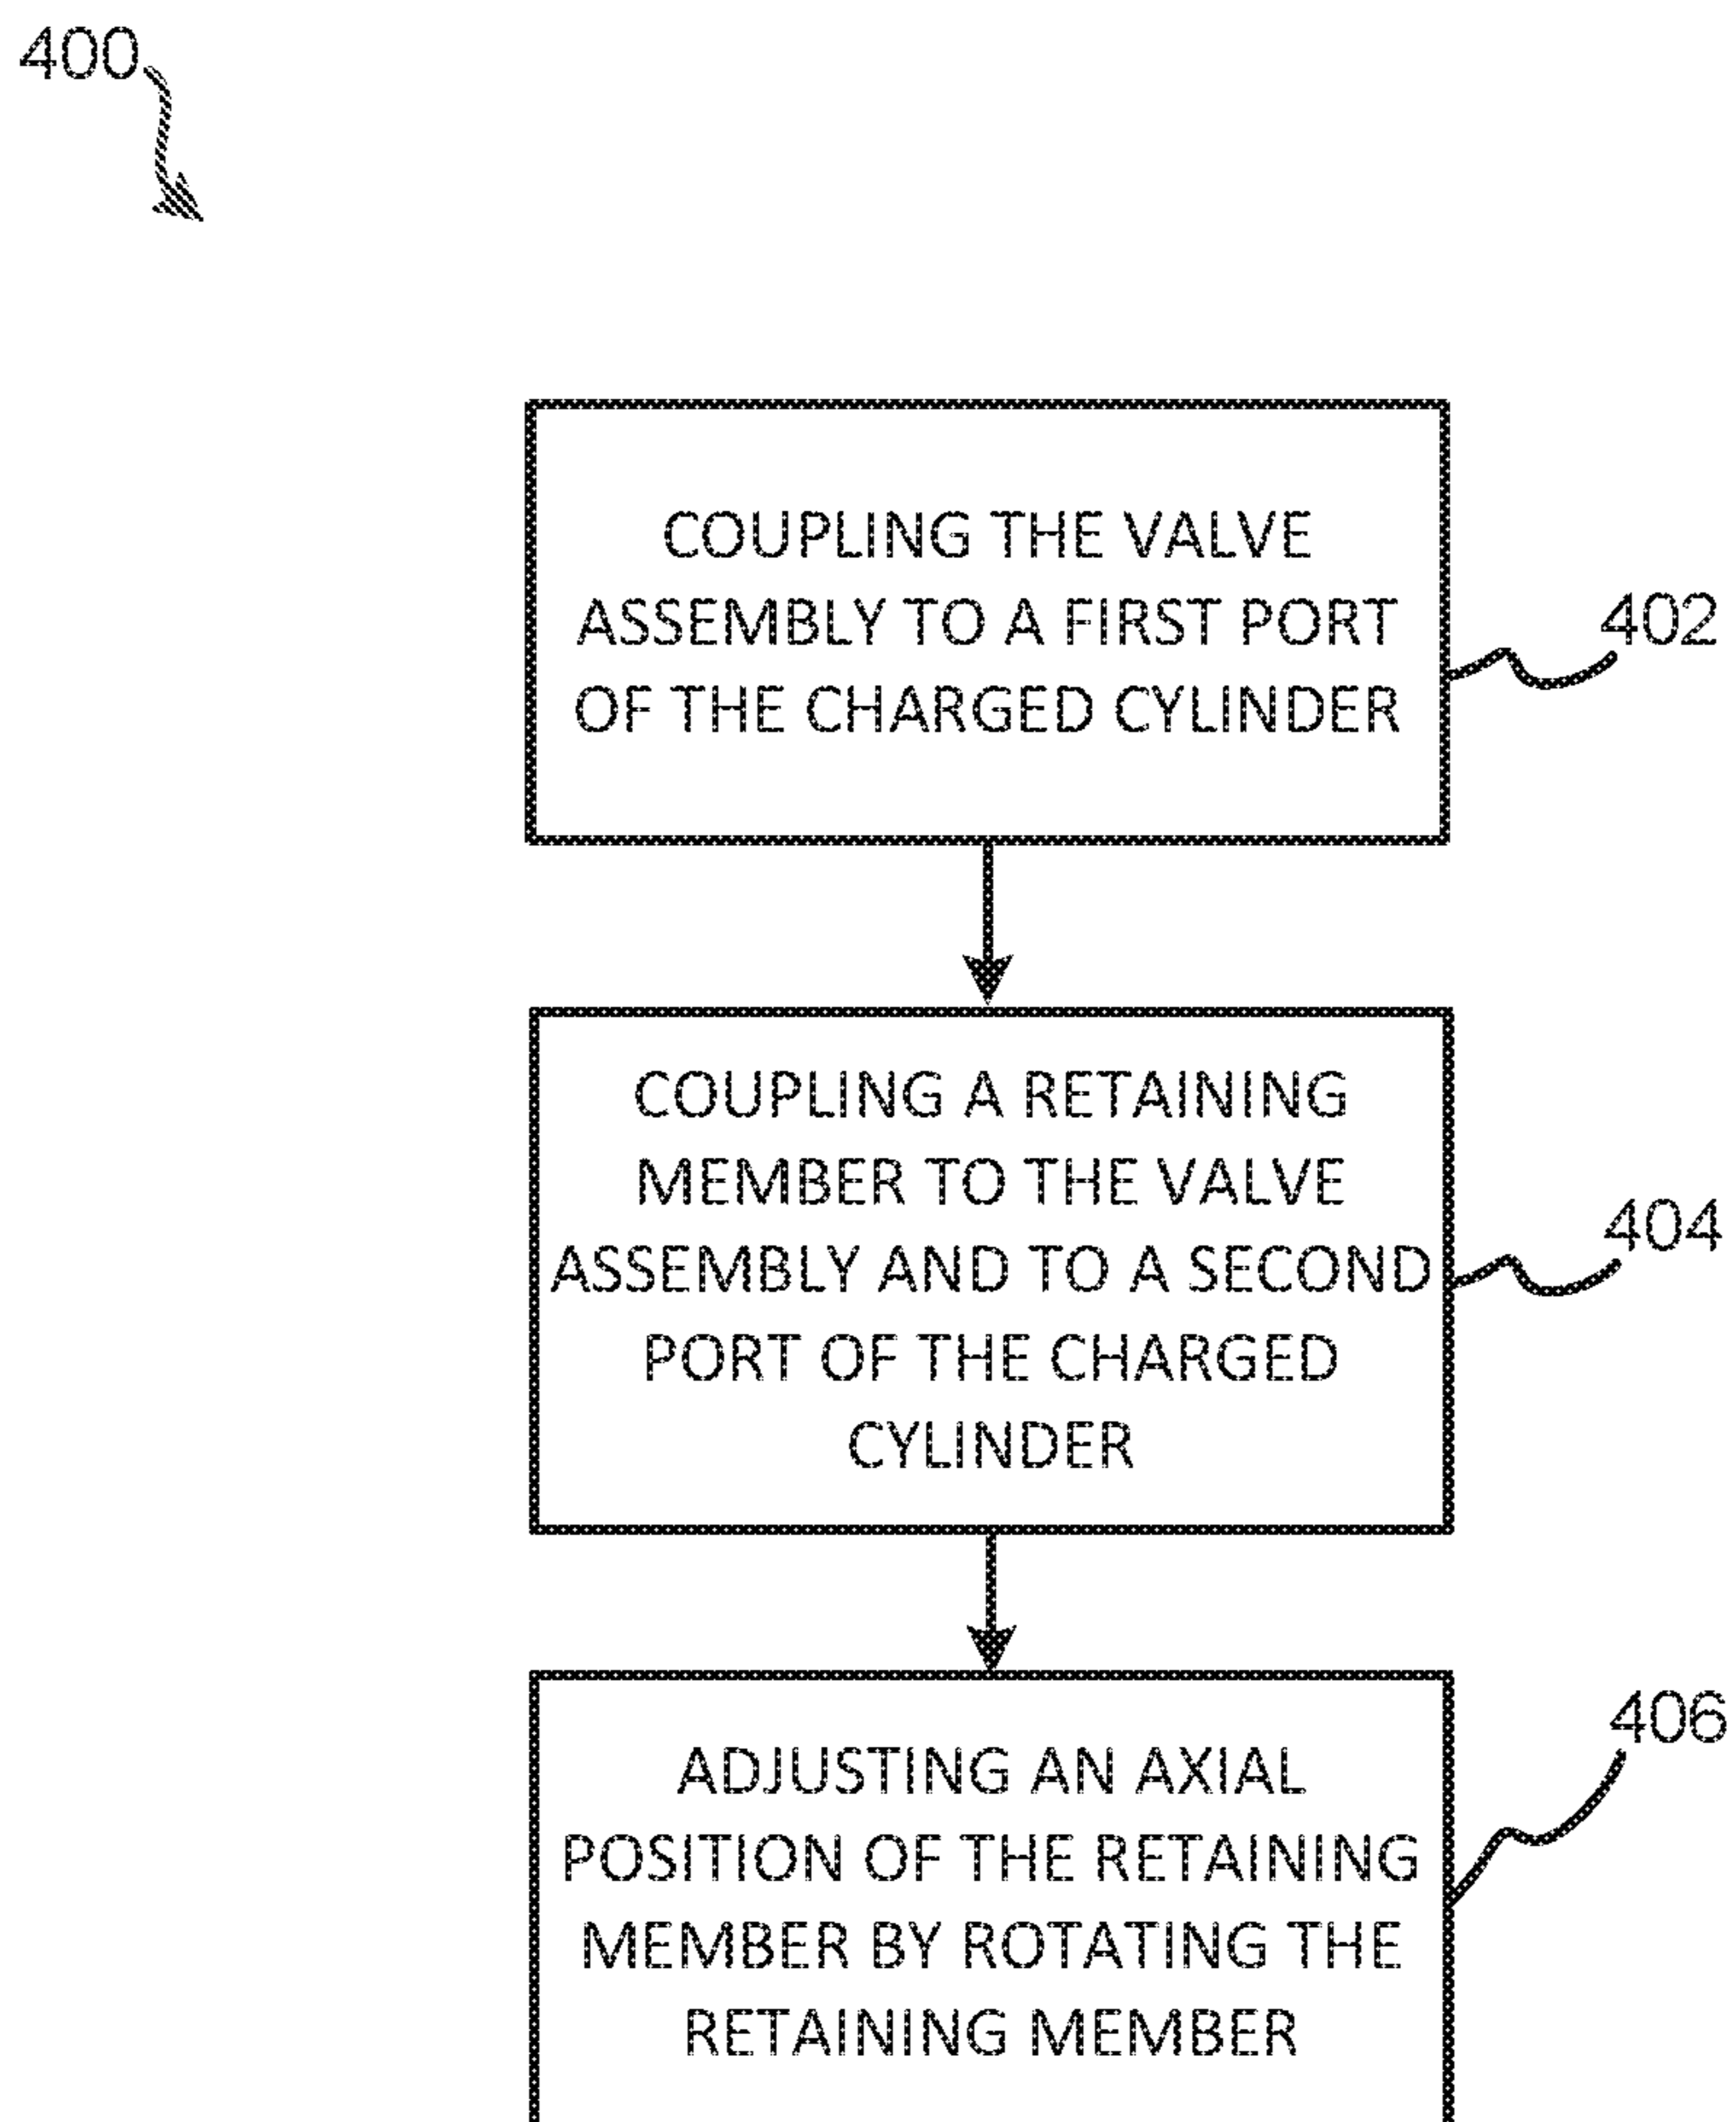 400
COUPLING THE VALVE
ASSEMBLY TO A FIRST PORT
OF THE CHARGED CYLINDER
402
COUPLING A RETAINING
MEMBER TO THE VALVE
ASSEMBLY AND TO A SECOND
PORT OF THE CHARGED
CYLINDER
404
ADJUSTING AN AXIAL
POSITION OF THE RETAINING
MEMBER BY ROTATING THE
RETAINING MEMBER
406